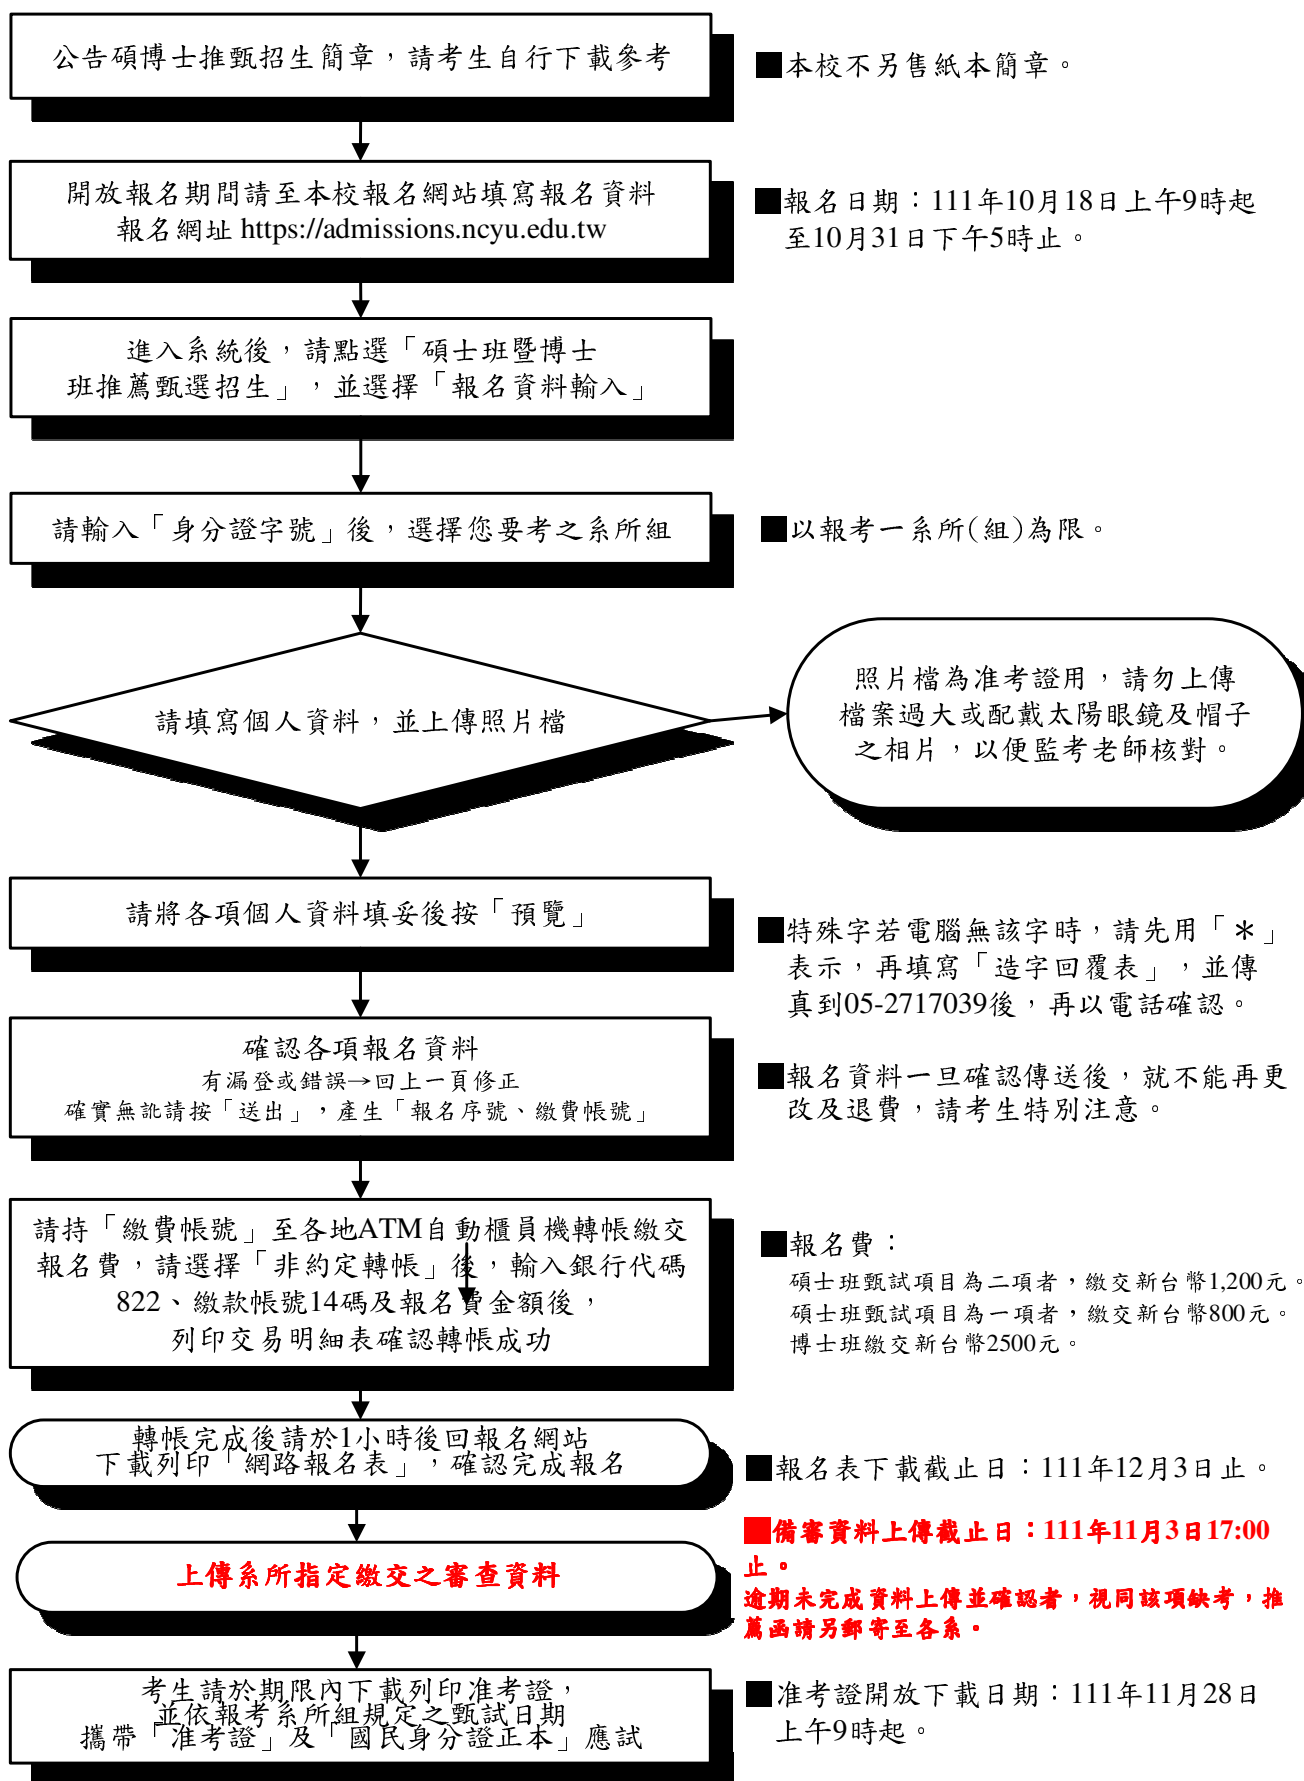 公告碩博士推甄招生簡章，請考生自行下載參考
■本校不另售紙本簡章。
開放報名期間請至本校報名網站填寫報名資料
報名網址 https://admissions.ncyu.edu.tw
■報名日期：111年10月18日上午9時起
至10月31日下午5時止。
進入系統後，請點選「碩士班暨博士
班推薦甄選招生」，並選擇「報名資料輸入」
請輸入「身分證字號」後，選擇您要考之系所組
■以報考一系所(組)為限。
請填寫個人資料，並上傳照片檔
照片檔為准考證用，請勿上傳
檔案過大或配戴太陽眼鏡及帽子
之相片，以便監考老師核對。
請將各項個人資料填妥後按「預覽」
■特殊字若電腦無該字時，請先用「＊」
表示，再填寫「造字回覆表」，並傳
真到05-2717039後，再以電話確認。
確認各項報名資料
有漏登或錯誤→回上一頁修正
確實無訛請按「送出」，產生「報名序號、繳費帳號」
■報名資料一旦確認傳送後，就不能再更
改及退費，請考生特別注意。
請持「繳費帳號」至各地ATM自動櫃員機轉帳繳交
報名費，請選擇「非約定轉帳」後，輸入銀行代碼
822、繳款帳號14碼及報名費金額後，
列印交易明細表確認轉帳成功
■報名費：
碩士班甄試項目為二項者，繳交新台幣1,200元。
碩士班甄試項目為一項者，繳交新台幣800元。
博士班繳交新台幣2500元。
轉帳完成後請於1小時後回報名網站
下載列印「網路報名表」，確認完成報名
■報名表下載截止日：111年12月3日止。
上傳系所指定繳交之審查資料
■備審資料上傳截止日：111年11月3日17:00
止。
逾期未完成資料上傳並確認者，視同該項缺考，推
薦函請另郵寄至各系。
考生請於期限內下載列印准考證，
並依報考系所組規定之甄試日期
攜帶「准考證」及「國民身分證正本」應試
■准考證開放下載日期：111年11月28日
上午9時起。